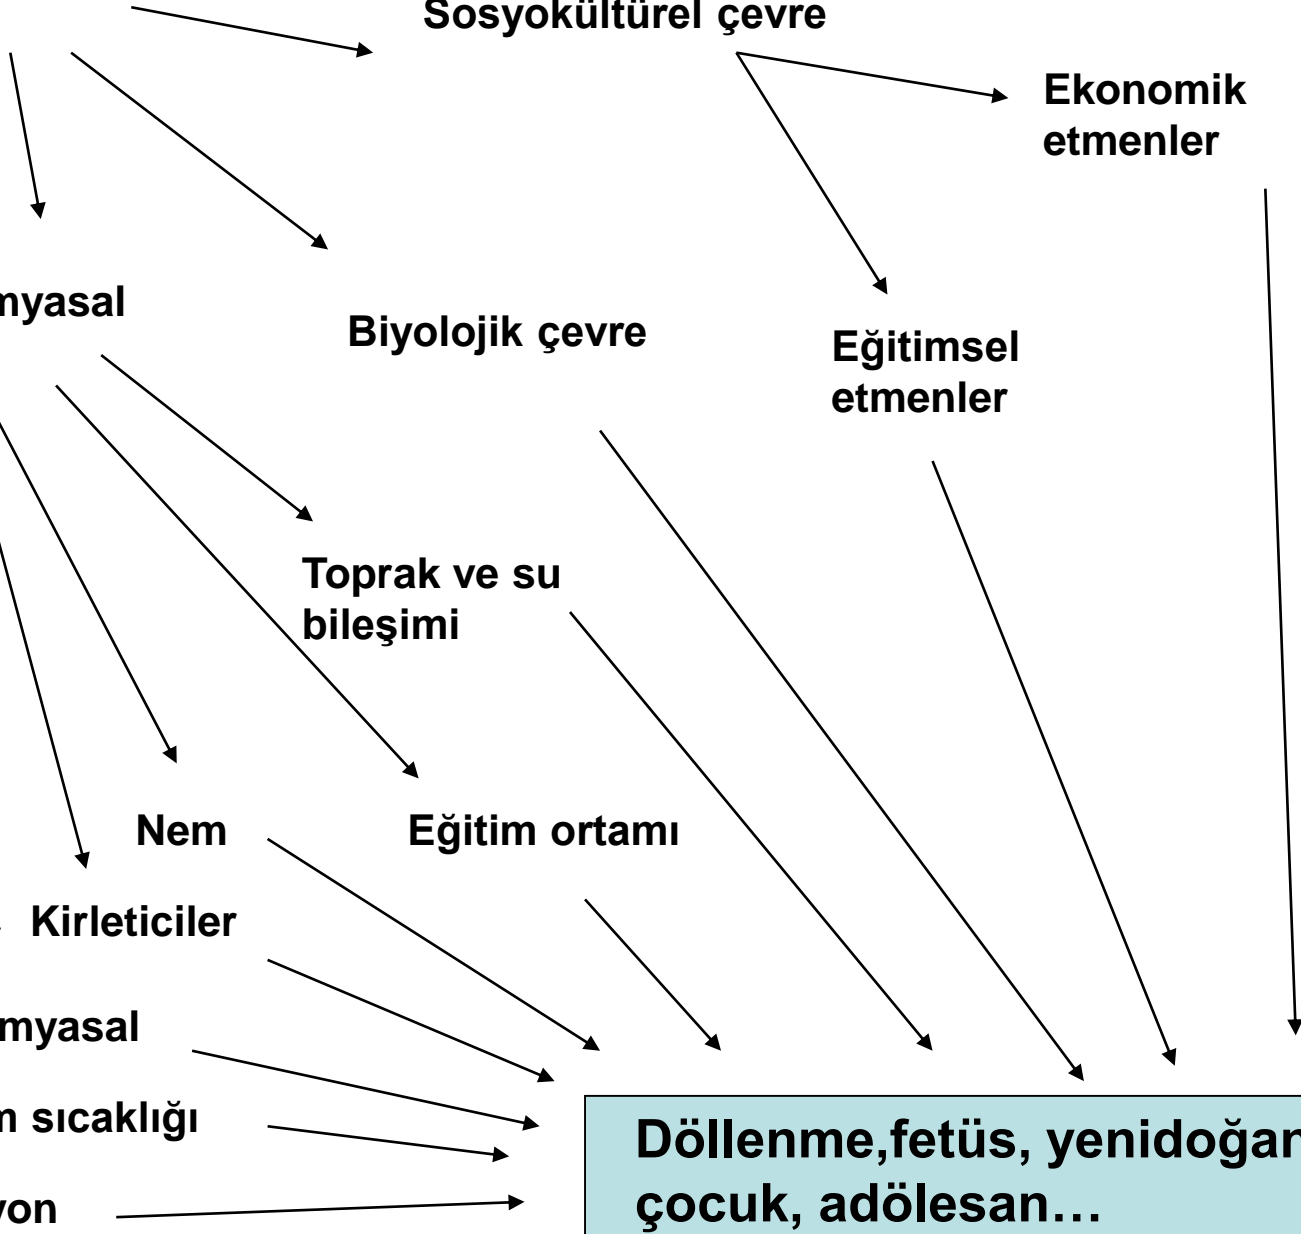 Sosyokültürel çevre
Ekonomik
etmenler
myasal
Biyolojik çevre
Eğitimsel
etmenler
Toprak ve su
bileşimi
Nem
Eğitim ortamı
Kirleticiler
myasal
m sıcaklığı
yon
Döllenme,fetüs, yenidoğan
çocuk, adölesan…